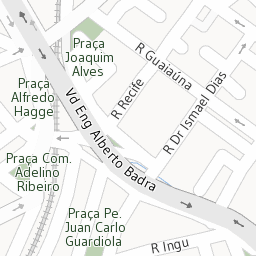 Praça
Joaquim
Alves
R Guaiaúna
Praça
Alfredo
Hagge
R Recife
Vd Eng Alberto Badra
R Dr Ismael Dias
Praça Com.
Adelino
Ribeiro
Praça Pe.
Juan Carlo
Guardiola
R Ingu